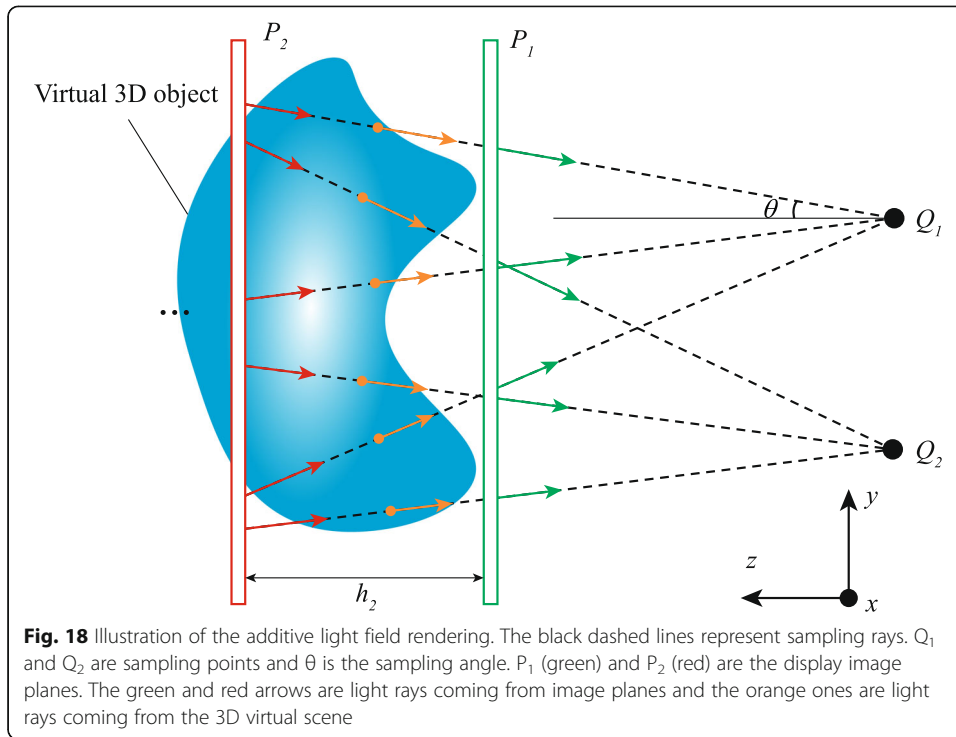 P₂
P₁
Virtual 3D object
θ
Q₁
...
Q₂
y
z
h₂
x
Fig. 18 Illustration of the additive light field rendering. The black dashed lines represent sampling rays. Q₁
and Q₂ are sampling points and θ is the sampling angle. P₁ (green) and P₂ (red) are the display image
planes. The green and red arrows are light rays coming from image planes and the orange ones are light
rays coming from the 3D virtual scene